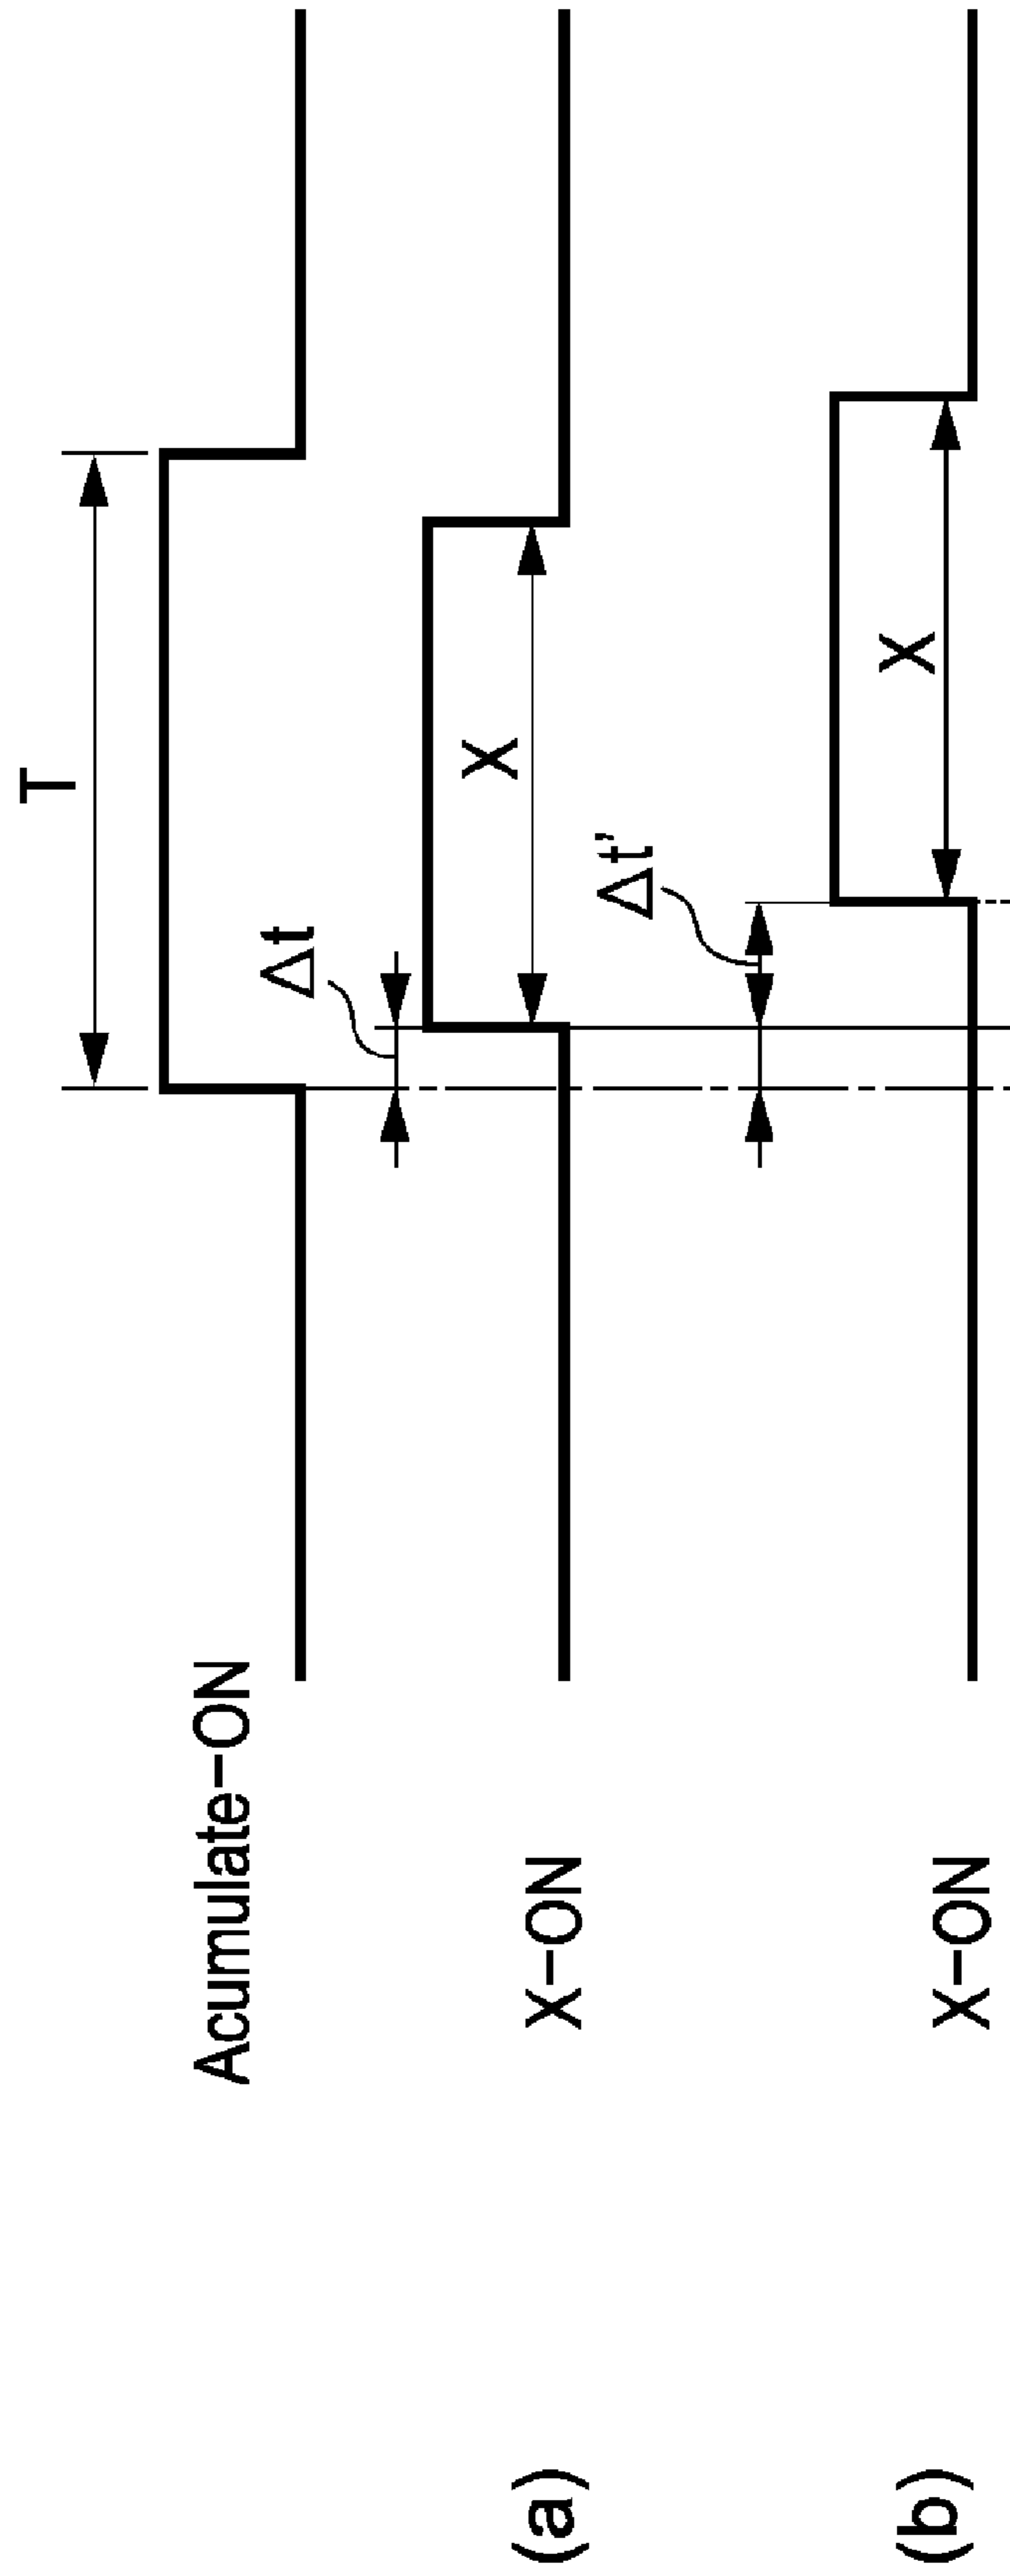 T
Acumulate-ON
Δt
(a)
X-ON
X
Δt'
(b)
X-ON
X